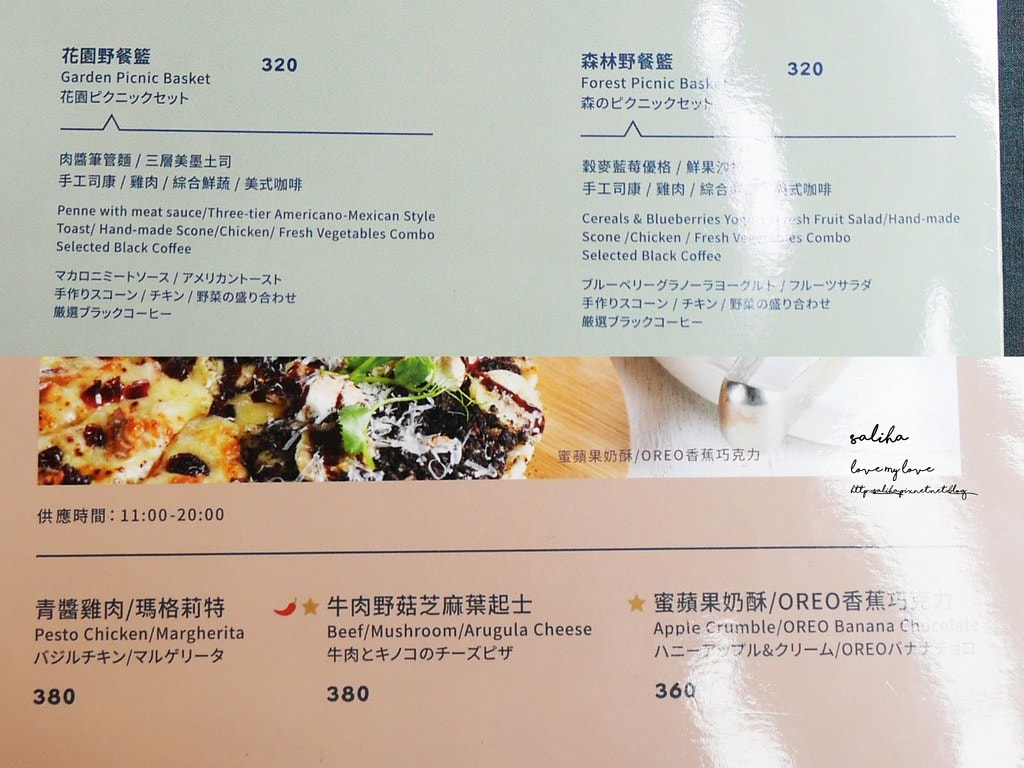 花園野餐籃 320
Garden Picnic Basket
花園ピクニックセット
肉醬筆管麵 / 三層美墨土司
手工司康 / 雞肉 / 綜合鮮蔬 / 美式咖啡
Penne with meat sauce/Three-tier Americano-Mexican Style
Toast/ Hand-made Scone/Chicken/ Fresh Vegetables Combo
Selected Black Coffee
マカロニミートソース / アメリカントースト
手作りスコーン / チキン / 野菜の盛り合わせ
厳選ブラックコーヒー
森林野餐籃 320
Forest Picnic Basket
森のピクニックセット
穀麥藍莓優格 / 鮮果沙
手工司康 / 雞肉 / 綜合 美式咖啡
Cereals & Blueberries Yogurt /Fresh Fruit Salad/Hand-made
Scone /Chicken / Fresh Vegetables Combo
Selected Black Coffee
ブルーベリーグラノーラヨーグルト / フルーツサラダ
手作りスコーン / チキン / 野菜の盛り合わせ
厳選ブラックコーヒー
蜜蘋果奶酥/OREO香蕉巧克力
saliha
love my love
http:saliha.pixnet.net/blog
供應時間：11:00-20:00
青醬雞肉/瑪格莉特
Pesto Chicken/Margherita
バジルチキン/マルゲリータ
380
牛肉野菇芝麻葉起士
Beef/Mushroom/Arugula Cheese
牛肉とキノコのチーズピザ
380
蜜蘋果奶酥/OREO香蕉巧克力
Apple Crumble/OREO Banana Chocolate
ハニーアップル&クリーム/OREOバナナチョコ
360